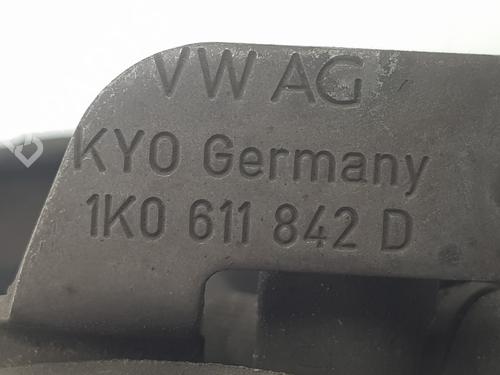 VW AG
KYO Germany
1K0 611 842 D